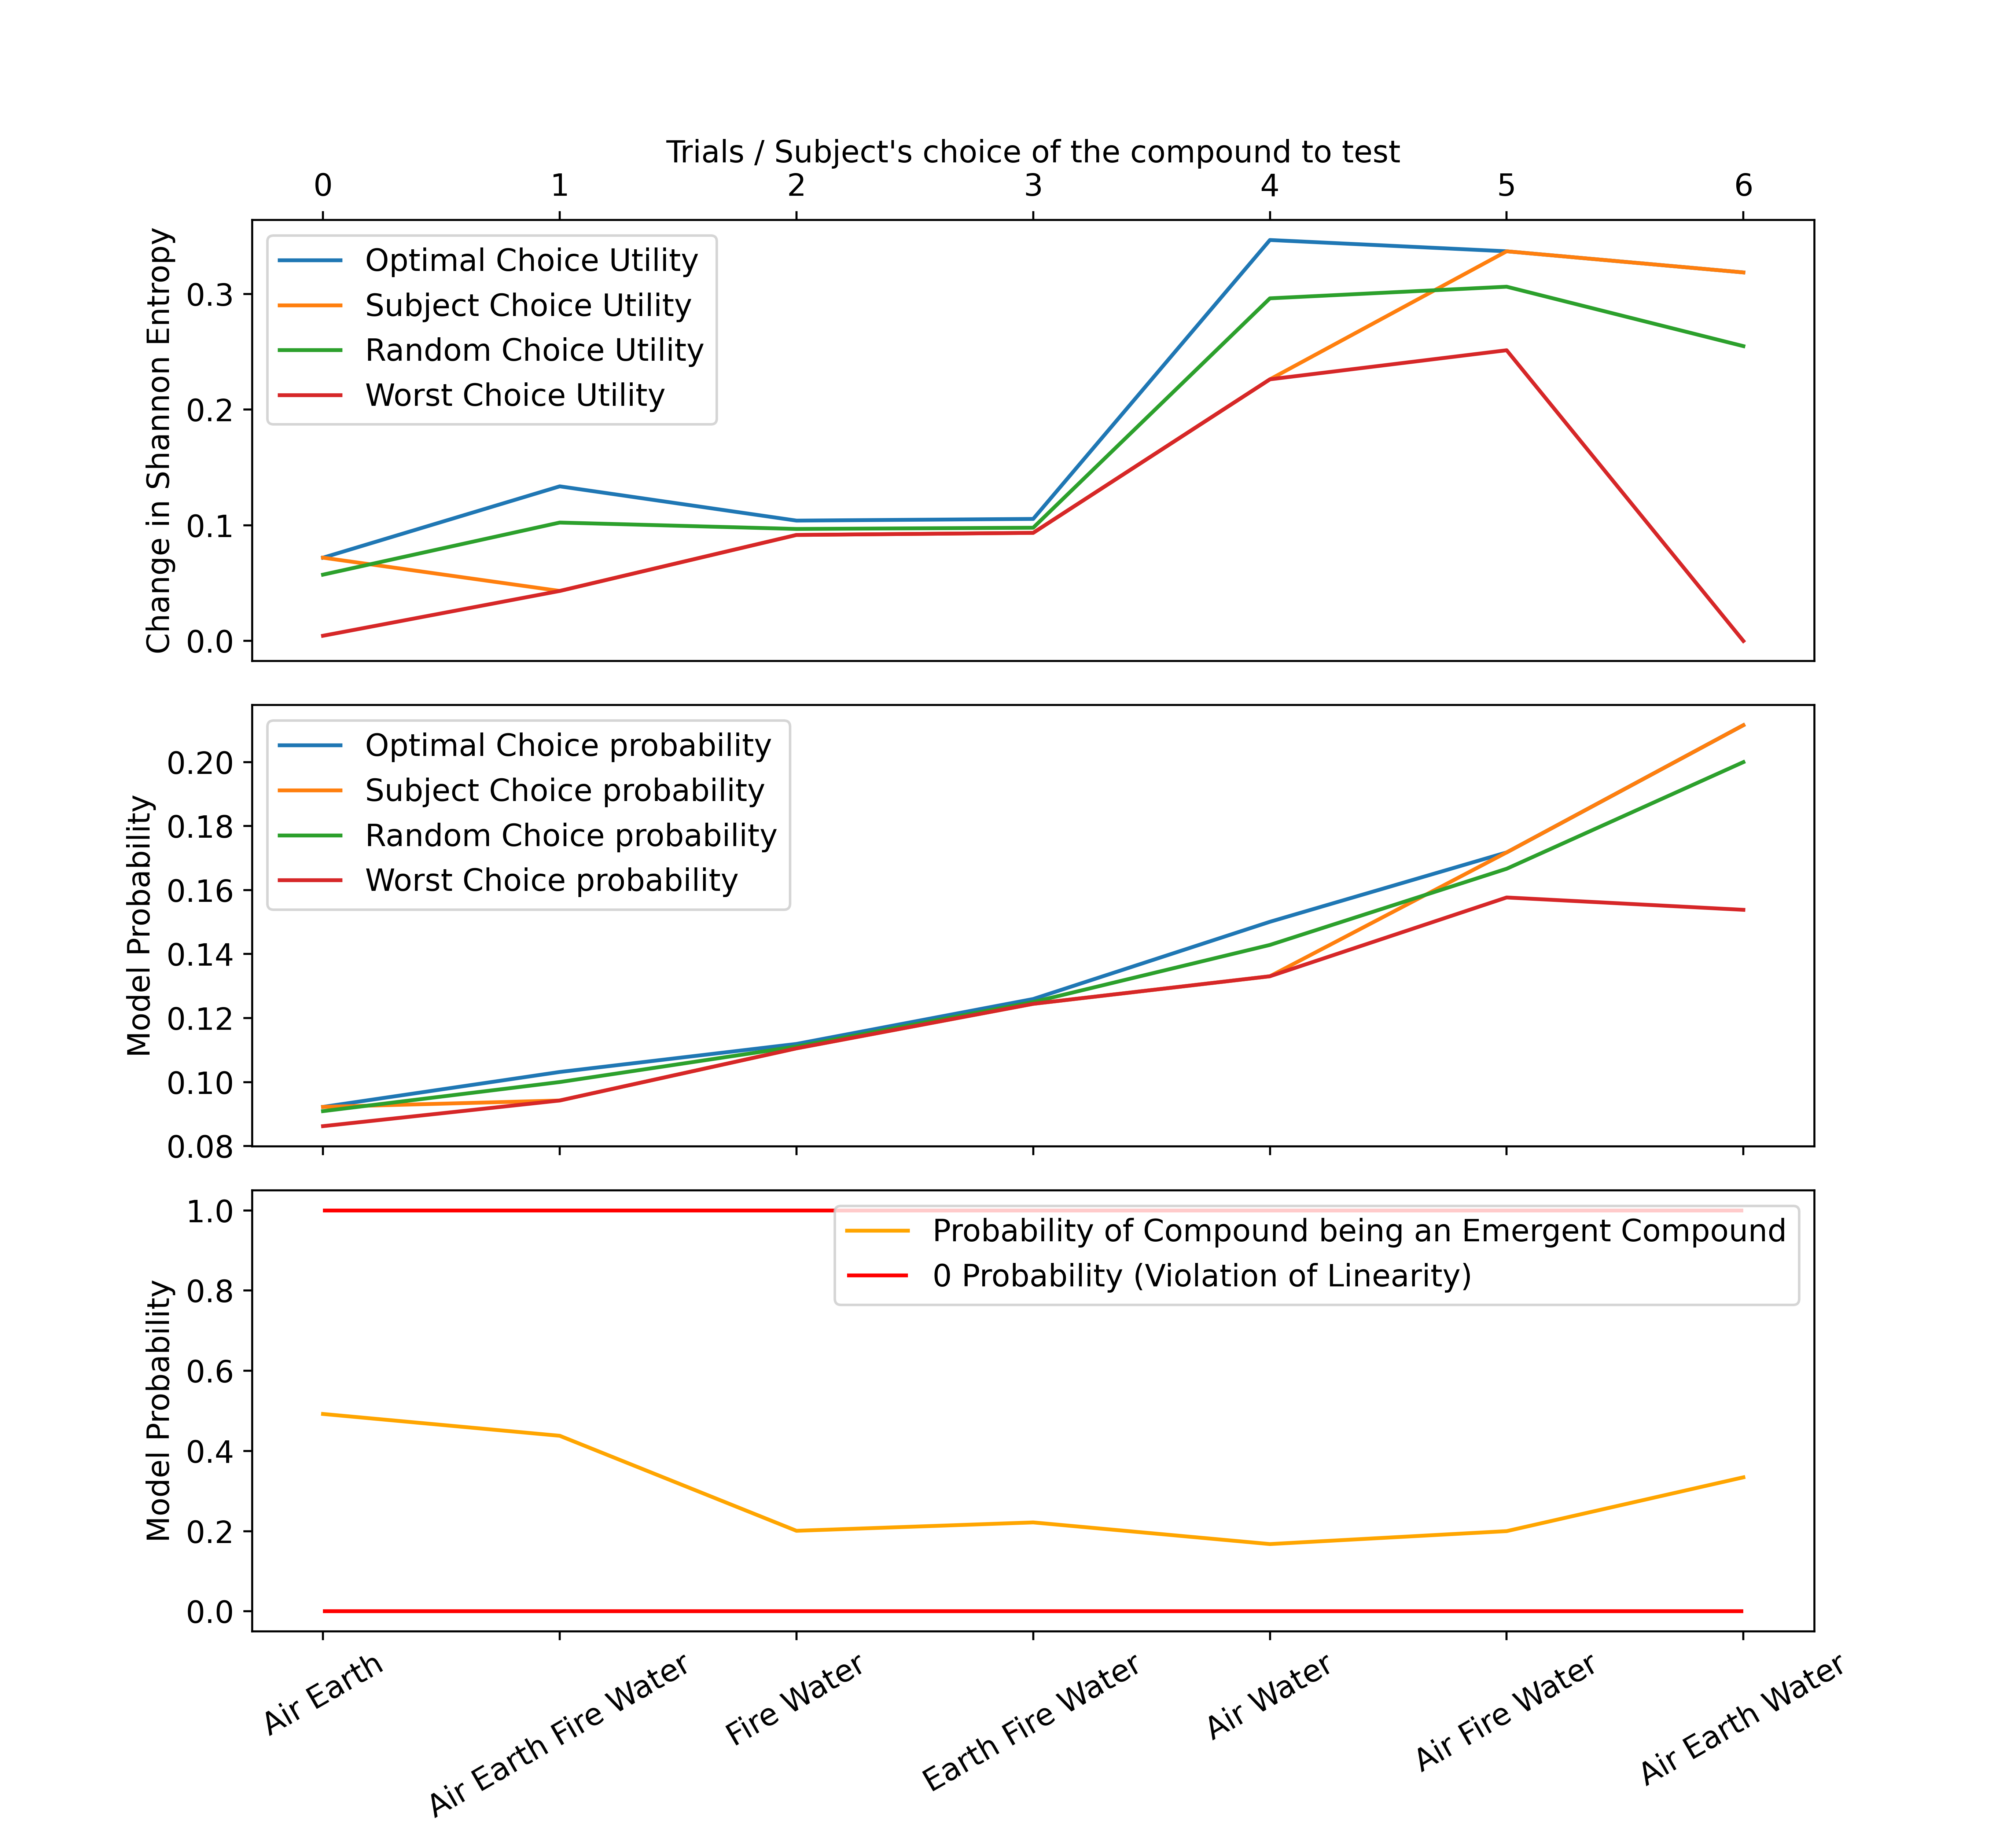 Trials / Subject's choice of the compound to test
0 1 2 3 4 5 6
Change in Shannon Entropy
0.3
0.2
0.1
0.0
Optimal Choice Utility
Subject Choice Utility
Random Choice Utility
Worst Choice Utility
Model Probability
0.20
0.18
0.16
0.14
0.12
0.10
0.08
Optimal Choice probability
Subject Choice probability
Random Choice probability
Worst Choice probability
Model Probability
1.0
0.8
0.6
0.4
0.2
0.0
Probability of Compound being an Emergent Compound
0 Probability (Violation of Linearity)
Air Earth
Air Earth Fire Water
Fire Water
Earth Fire Water
Air Water
Air Fire Water
Air Earth Water